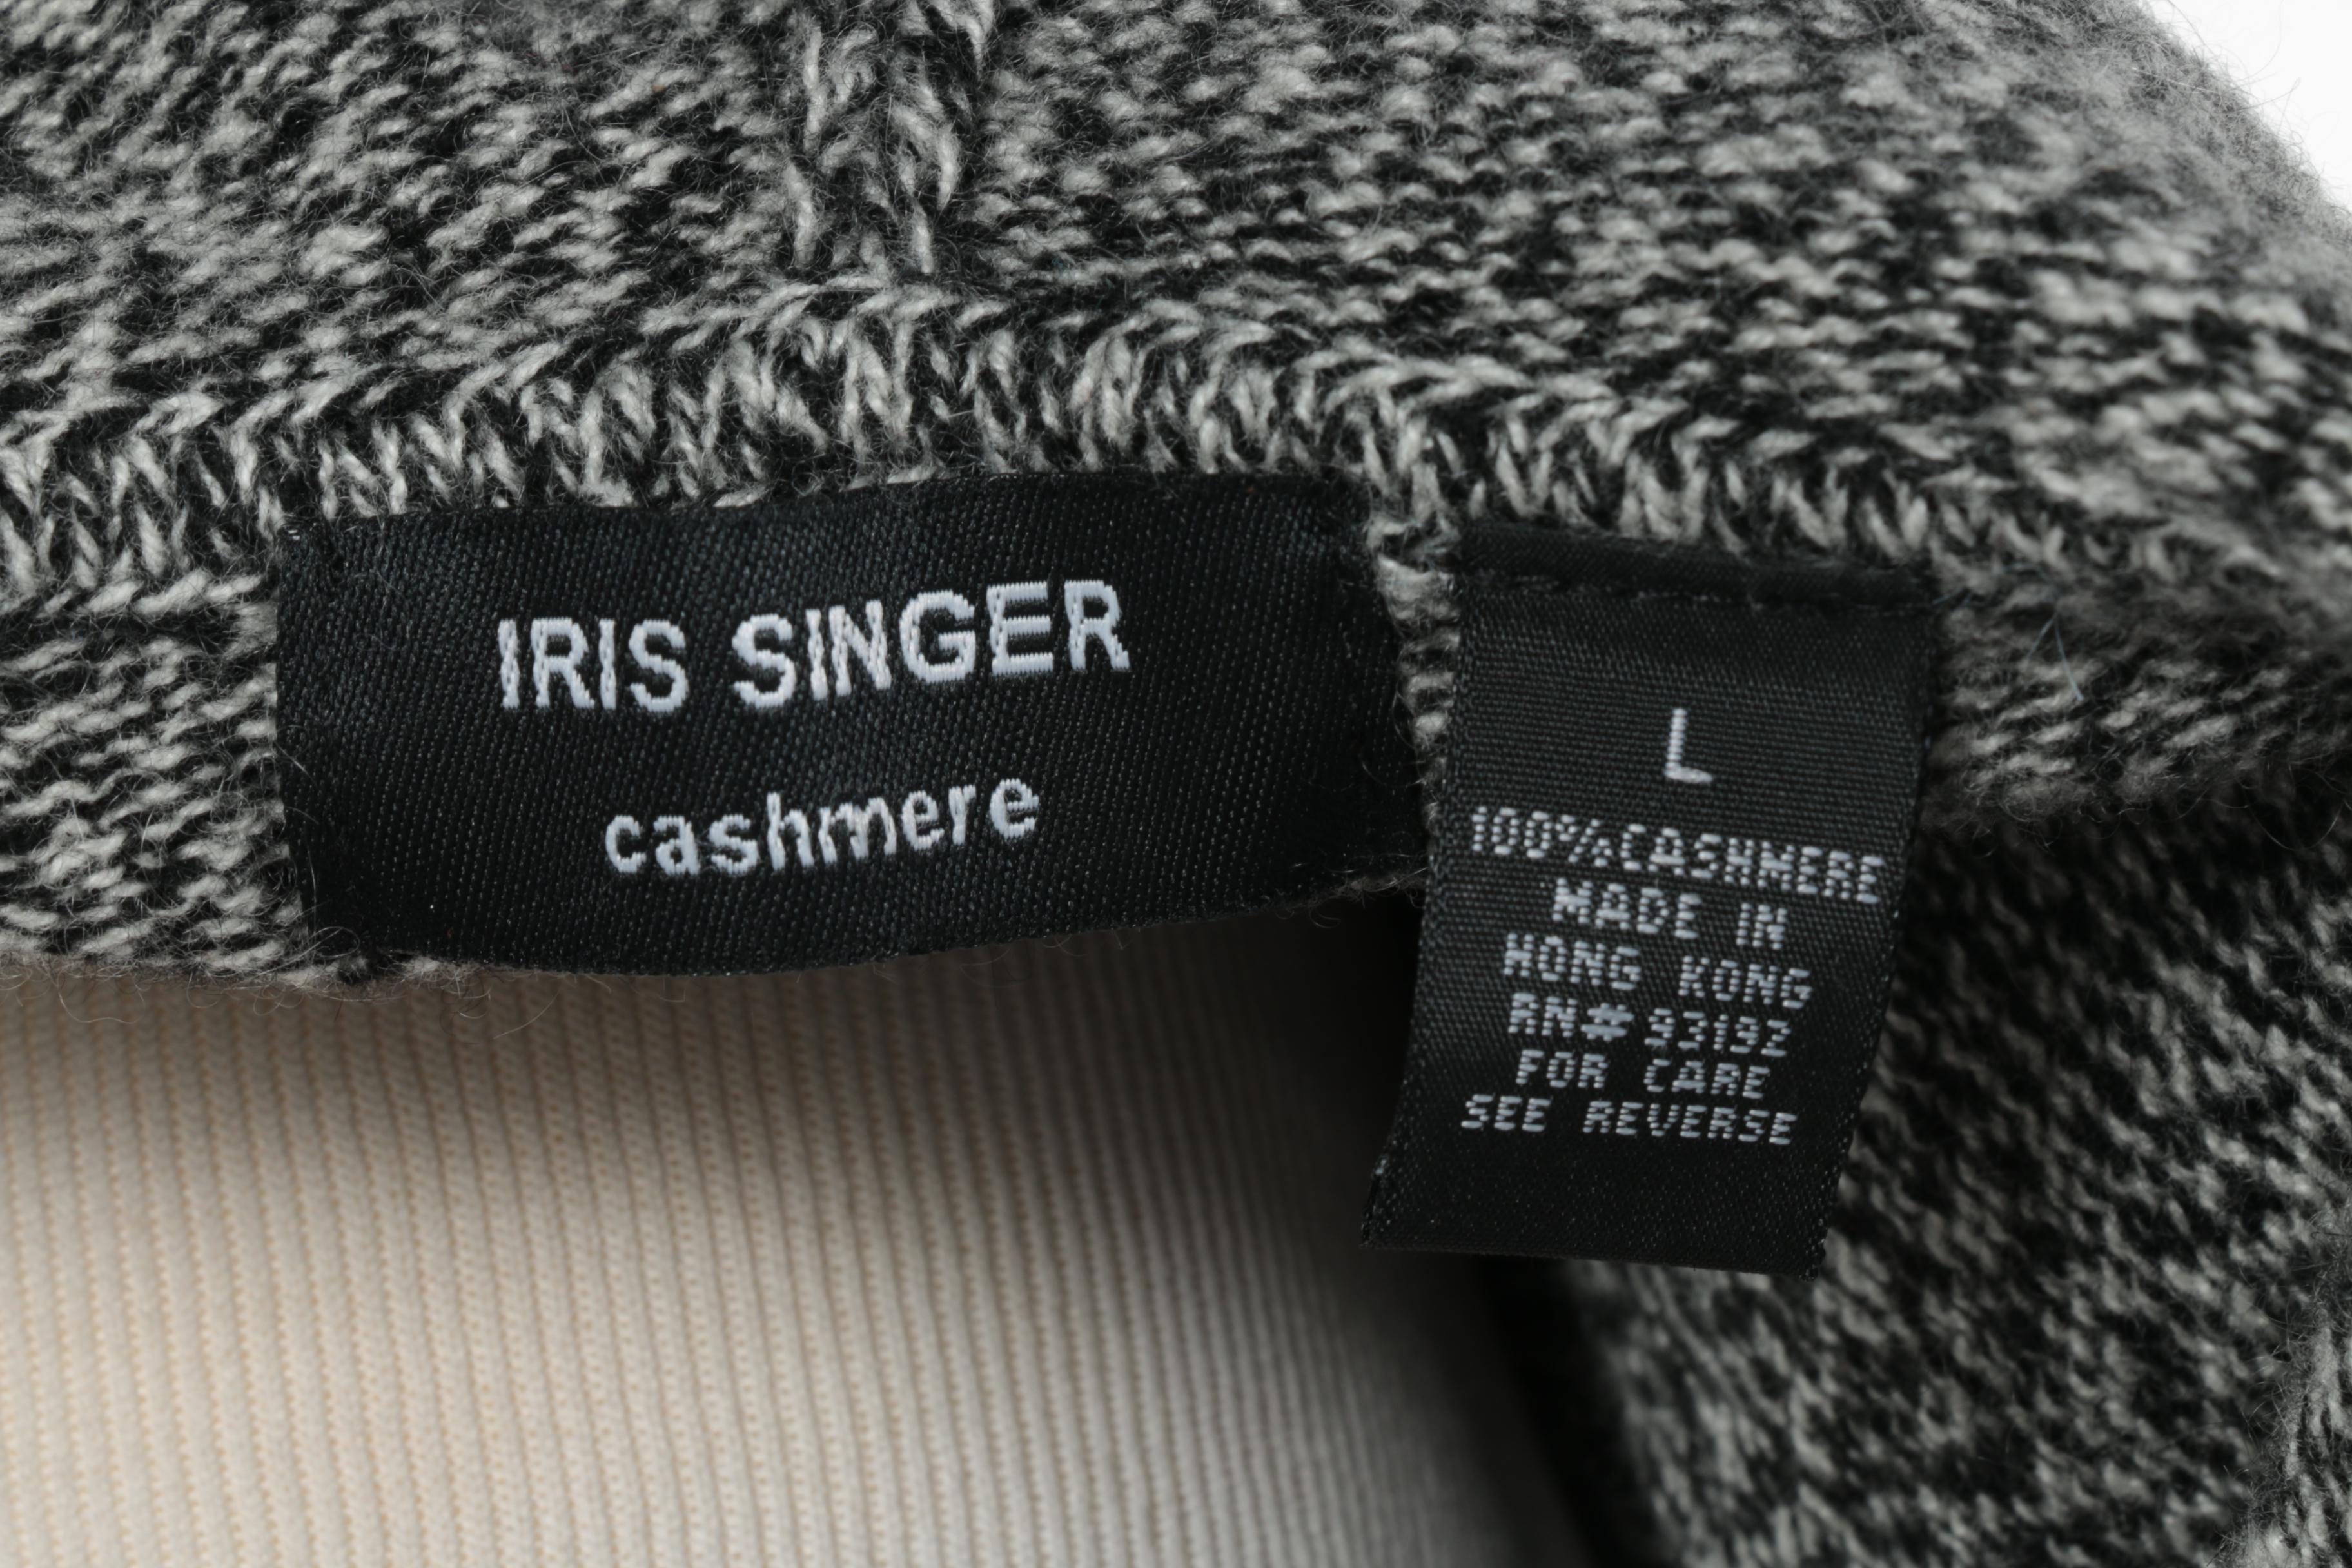 IRIS SINGER
cashmere
L
100%CASHMERE
MADE IN
HONG KONG
RN#93192
FOR CARE
SEE REVERSE